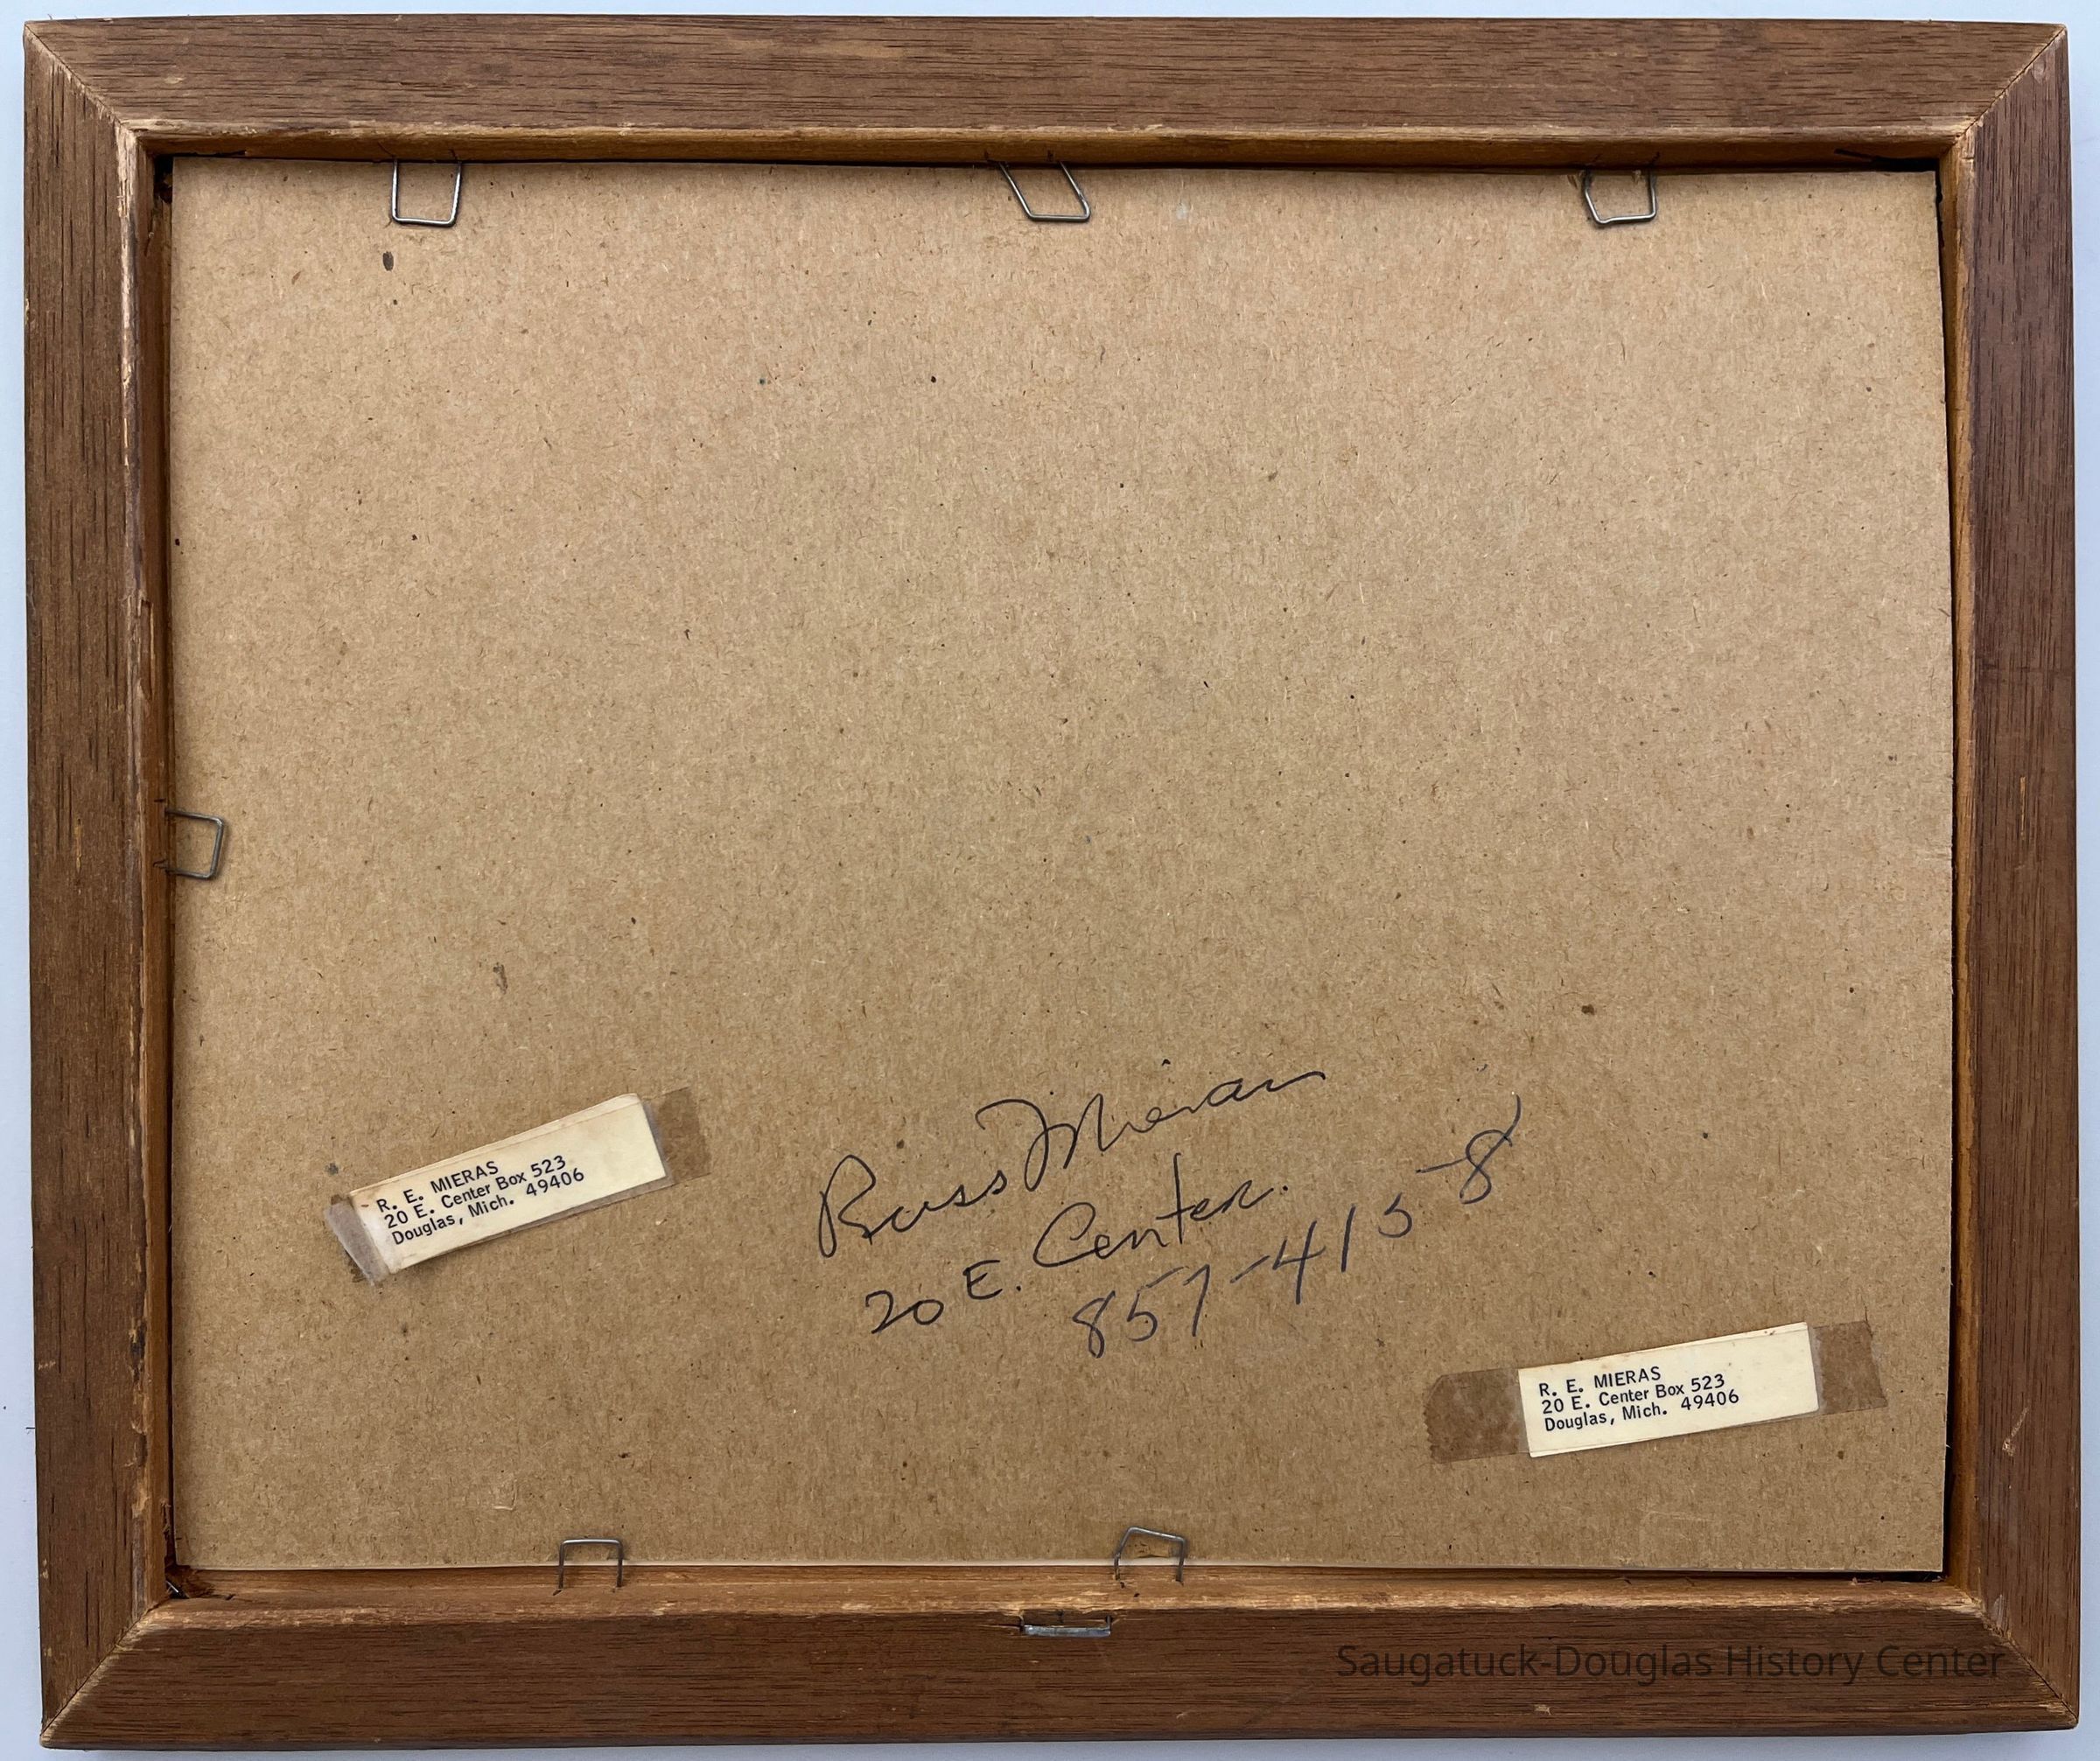 R. E. MIERAS
20 E. Center Box 523
Douglas, Mich. 49406
Russ Mieras
20 E. Center.
857-415-8
R. E. MIERAS
20 E. Center Box 523
Douglas, Mich. 49406
Saugatuck-Douglas History Center